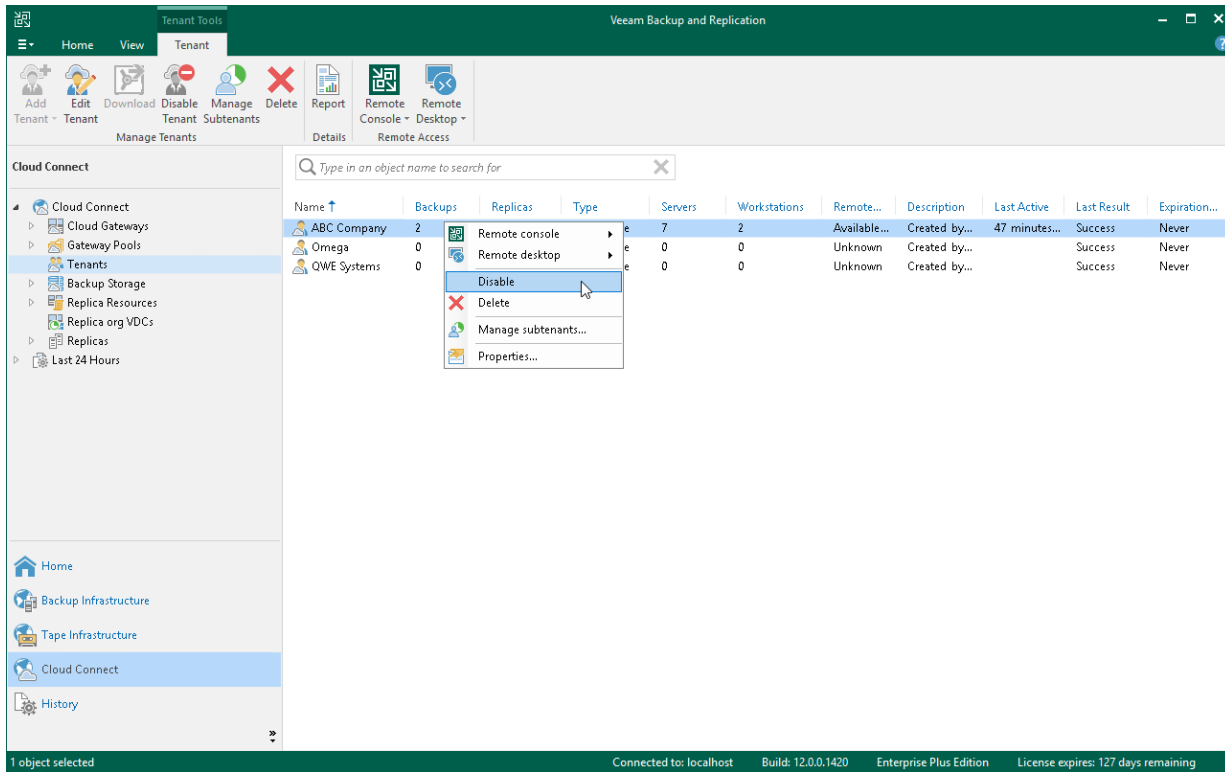 Tenant Tools
Veeam Backup and Replication
Home View Tenant
Add Tenant
Edit Tenant
Download
Disable Tenant
Manage Subtenants
Delete
Report
Remote Console
Remote Desktop
Manage Tenants
Details
Remote Access
Cloud Connect
Type in an object name to search for
Cloud Connect
Cloud Gateways
Gateway Pools
Tenants
Backup Storage
Replica Resources
Replica org VDCs
Replicas
Last 24 Hours
Name Backups Replicas Type Servers Workstations Remote... Description Last Active Last Result Expiration...
ABC Company 2 e 7 2 Available... Created by... 47 minutes... Success Never
Omega 0 0 0 Unknown Created by... Success Never
QWE Systems 0 e 0 0 Unknown Created by... Success Never
Remote console
Remote desktop
Disable
Delete
Manage subtenants...
Properties...
Home
Backup Infrastructure
Tape Infrastructure
Cloud Connect
History
1 object selected
Connected to: localhost Build: 12.0.0.1420 Enterprise Plus Edition License expires: 127 days remaining